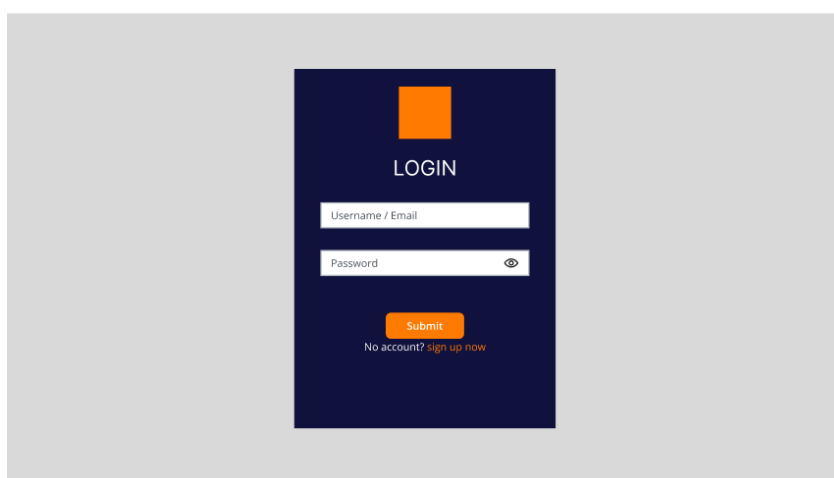 LOGIN
Username / Email
Password
Submit
No account? sign up now